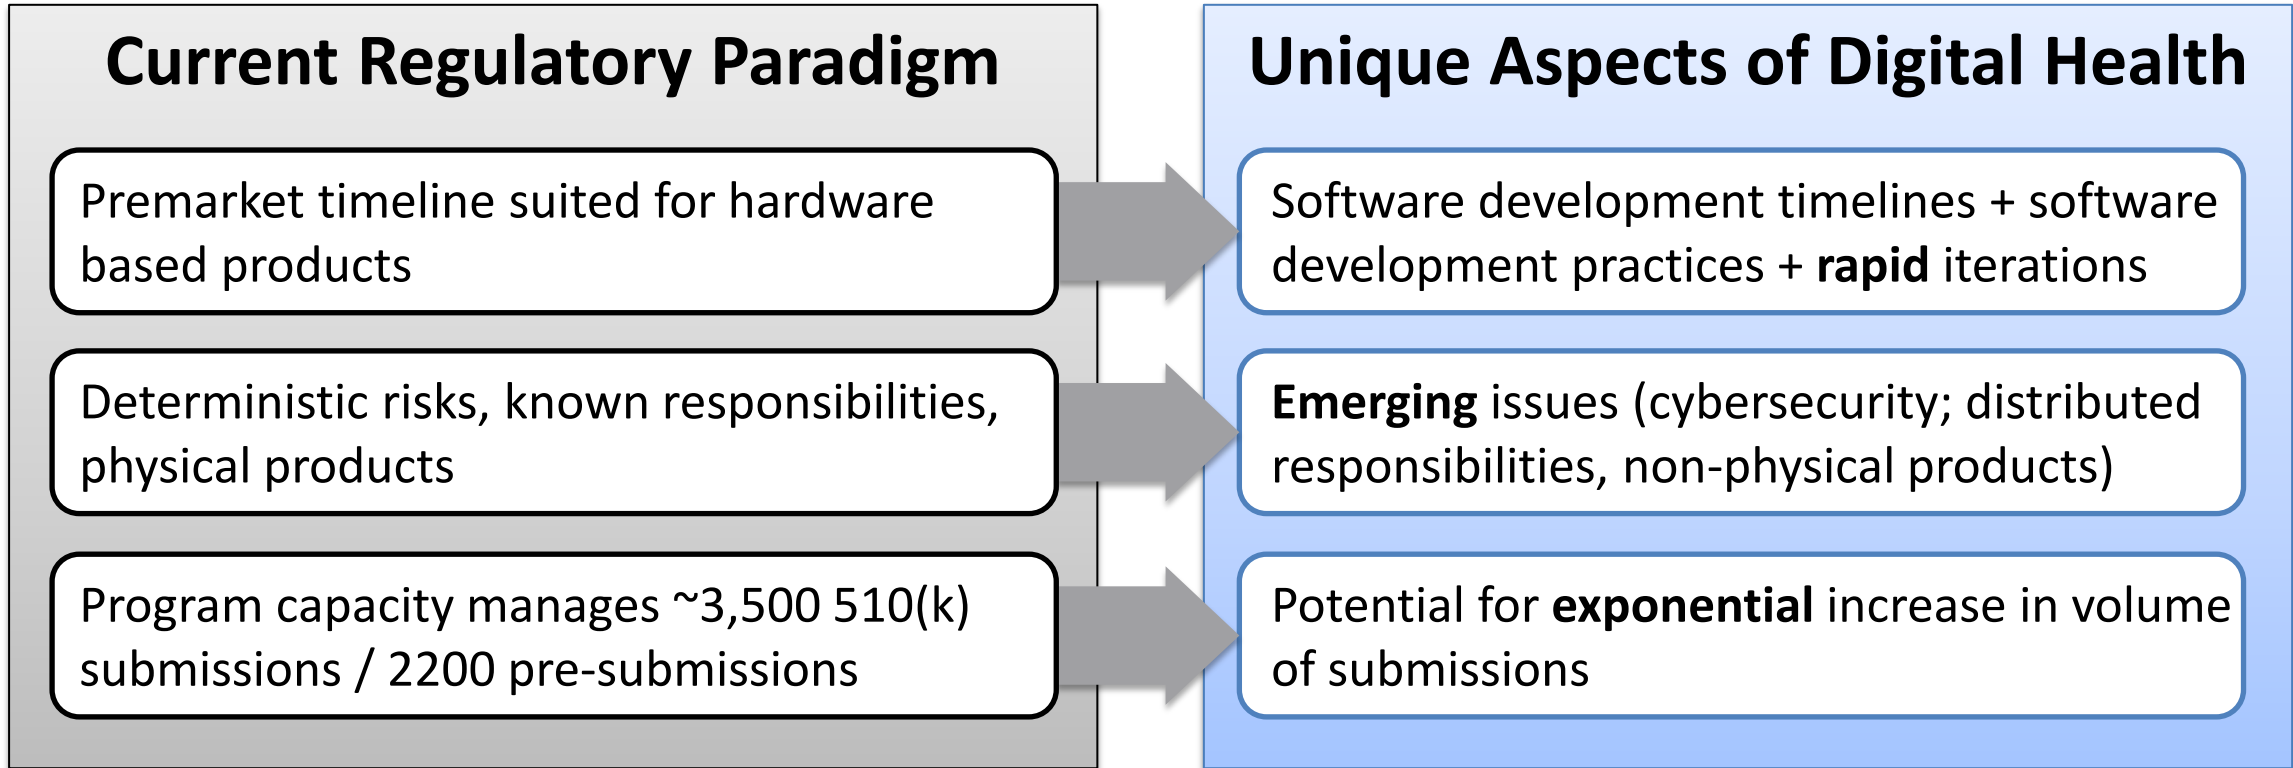 Current Regulatory Paradigm
Premarket timeline suited for hardware
based products
Deterministic risks, known responsibilities,
physical products
Program capacity manages ~3,500 510(k)
submissions / 2200 pre-submissions
Unique Aspects of Digital Health
Software development timelines + software
development practices + rapid iterations
Emerging issues (cybersecurity; distributed
responsibilities, non-physical products)
Potential for exponential increase in volume
of submissions